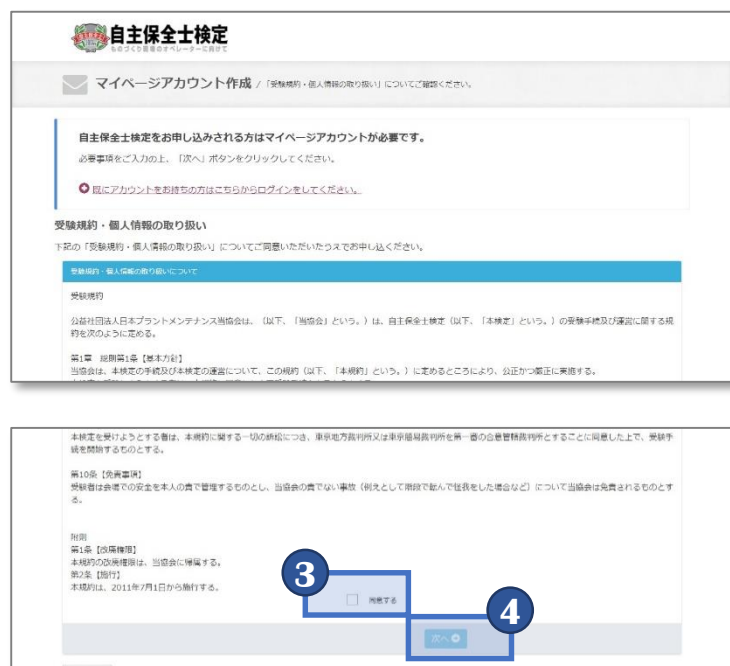 自主保全士検定
ものづくり現場のオペレーターに向けて
マイページアカウント作成 / 「受験規約・個人情報の取り扱い」についてご確認ください。
自主保全士検定をお申し込みされる方はマイページアカウントが必要です。
必要事項をご入力の上、「次へ」ボタンをクリックしてください。
既にアカウントをお持ちの方はこちらからログインをしてください。
受験規約・個人情報の取り扱い
下記の「受験規約・個人情報の取り扱い」についてご同意いただいたうえでお申し込ください。
受験規約・個人情報の取り扱いについて
受験規約
公益社団法人日本プラントメンテナンス協会は、(以下、「当協会」という。)は、自主保全士検定(以下、「本検定」という。)の受験手続及び運営に関する規
約を次のように定める。
第1章 総則第1条【基本方針】
当協会は、本検定の手続及び本検定の運営について、この規約(以下、「本規約」という。)に定めるところにより、公正かつ厳正に実施する。
本検定を受けようとする者は、本規約に関する一切の訴訟につき、東京地方裁判所又は東京簡易裁判所を第一審の合意管轄裁判所とすることに同意した上で、受験手
続を開始するものとする。
第10条【免責事項】
受験者は会場での安全を本人の責で管理するものとし、当協会の責でない事故(例えとして階段で転んで怪我をした場合など)について当協会は免責されるものとす
る。
附則
第1条【改廃権限】
本規約の改廃権限は、当協会に帰属する。
第2条【施行】
本規約は、2011年7月1日から施行する。
3
同意する
4
次へ